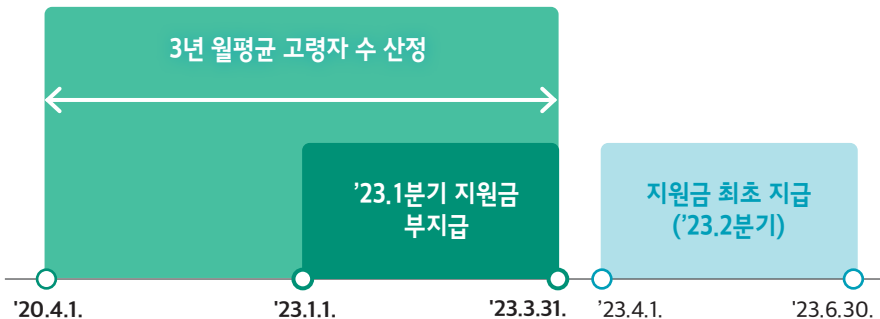 3년 월평균 고령자 수 산정
’23.1분기 지원금
부지급
지원금 최초 지급
(’23.2분기)
'20.4.1.
'23.1.1.
'23.3.31.
’23.4.1.
'23.6.30.